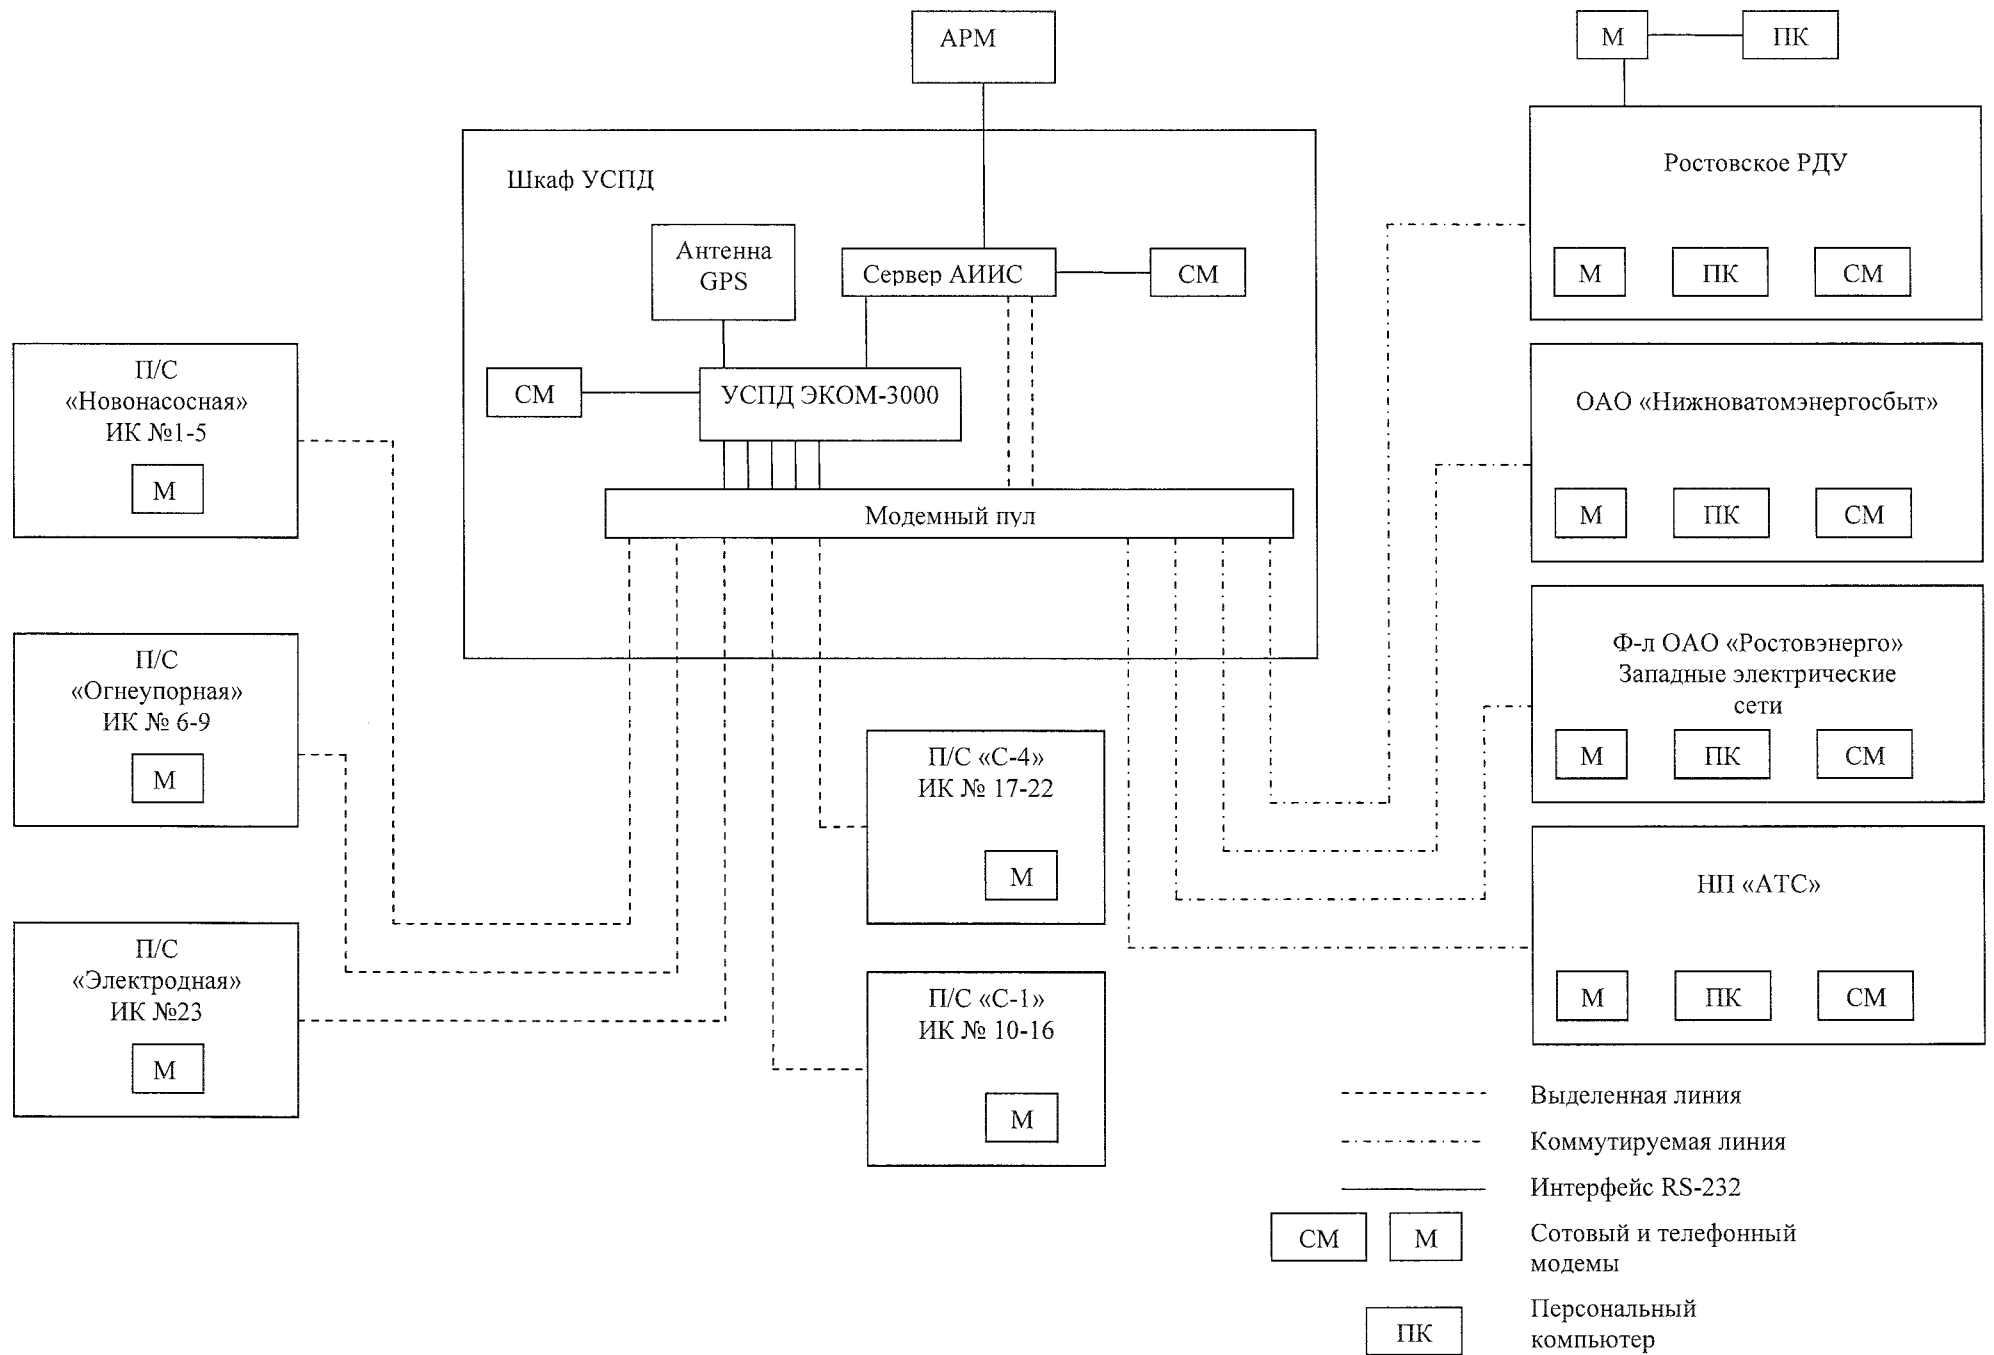 АРМ
М
ПК
Шкаф УСПД
Антенна
GPS
Сервер АИИС
СМ
СМ
УСПД ЭКОМ-3000
Модемный пул
П/С
«Новонасосная»
ИК №1-5
М
П/С
«Огнеупорная»
ИК № 6-9
М
П/С
«Электродная»
ИК №23
М
П/С «С-4»
ИК № 17-22
М
П/С «С-1»
ИК № 10-16
М
Ростовское РДУ
М
ПК
СМ
ОАО «Нижноватомэнергосбыт»
М
ПК
СМ
Ф-л ОАО «Ростовэнерго»
Западные электрические
сети
М
ПК
СМ
НП «АТС»
М
ПК
СМ
Выделенная линия
Коммутируемая линия
Интерфейс RS-232
СМ
М
Сотовый и телефонный
модемы
ПК
Персональный
компьютер